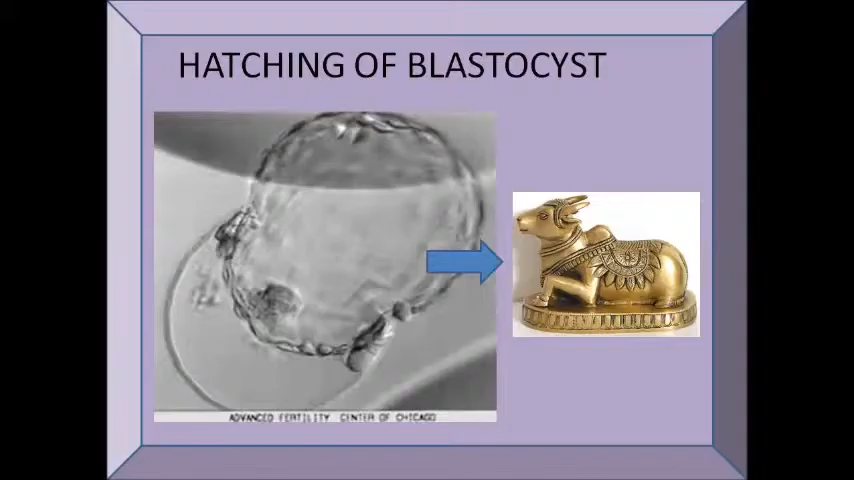 HATCHING OF BLASTOCYST
ADVANCED FERTILITY CENTER OF CHICAGO